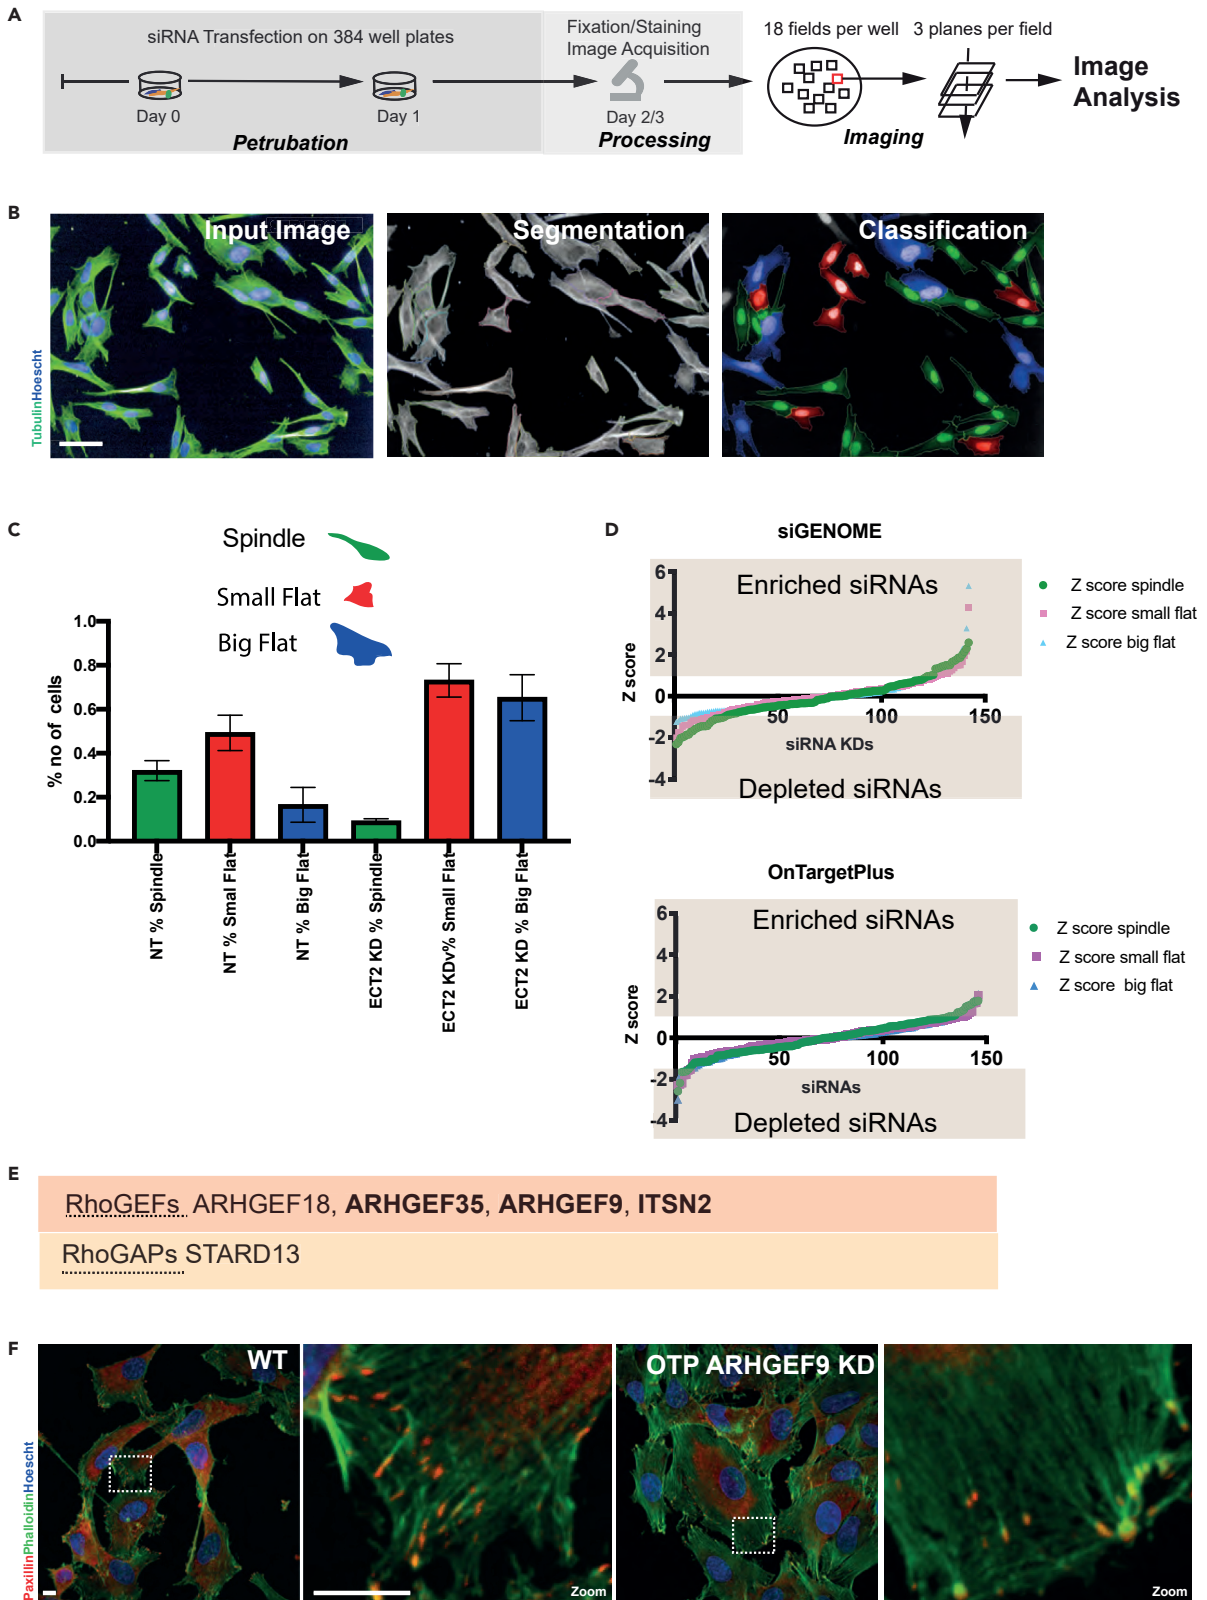 A
siRNA Transfection on 384 well plates
Fixation/Staining
Image Acquisition
18 fields per well
3 planes per field
Day 0
Day 1
Day 2/3
Petrubation
Processing
Imaging
Image
Analysis
B
Input Image
Segmentation
Classification
TubulinHoescht
C
Spindle
Small Flat
Big Flat
% no of cells
1.0
0.8
0.6
0.4
0.2
0.0
NT % Spindle
NT % Smal Flat
NT % Big Flat
ECT2 KD % Spindle
ECT2 KDv% Small Flat
ECT2 KD % Big Flat
D
siGENOME
Enriched siRNAs
Z score
6
4
2
0
-2
-4
50
100
150
siRNA KDs
Depleted siRNAs
Z score spindle
Z score small flat
Z score big flat
OnTargetPlus
Enriched siRNAs
Z score
6
4
2
0
-2
-4
50
100
150
siRNAs
Depleted siRNAs
Z score spindle
Z score small flat
Z score big flat
E
RhoGEFs ARHGEF18, ARHGEF35, ARHGEF9, ITSN2
RhoGAPs STARD13
F
PaxillinPhalloidinHoescht
WT
Zoom
OTP ARHGEF9 KD
Zoom